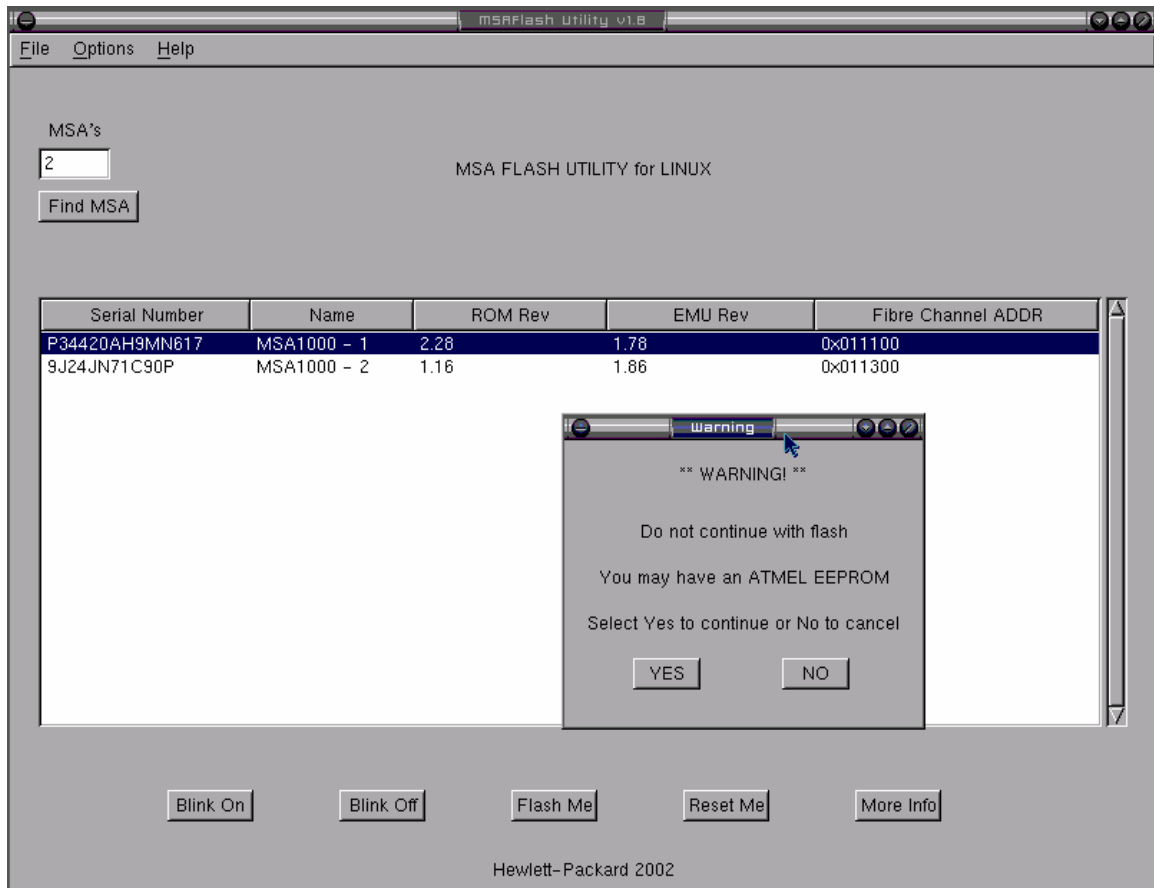 MSAFlash Utility v1.8
File Options Help
MSA's
2
MSA FLASH UTILITY for LINUX
Find MSA
Serial Number Name ROM Rev EMU Rev Fibre Channel ADDR
P34420AH9MN617 MSA1000 - 1 2.28 1.78 0x011100
9J24JN71C90P MSA1000 - 2 1.16 1.86 0x011300
Warning
** WARNING! **
Do not continue with flash
You may have an ATMEL EEPROM
Select Yes to continue or No to cancel
YES NO
Blink On Blink Off Flash Me Reset Me More Info
Hewlett-Packard 2002